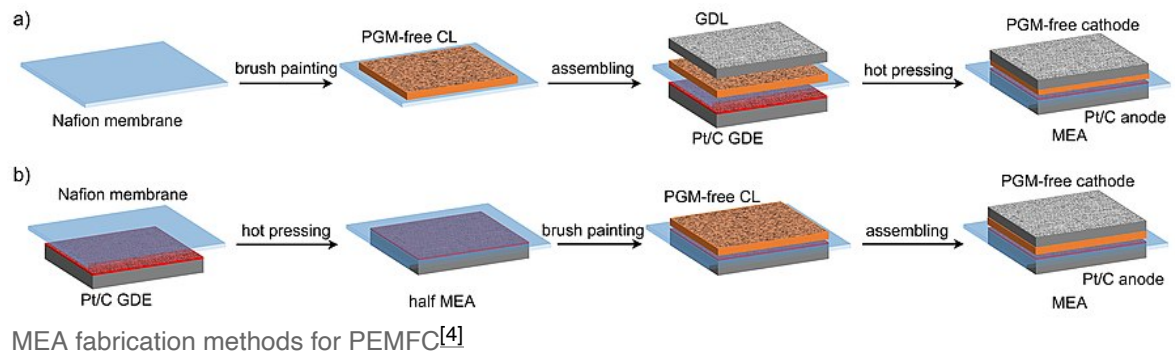 a)
GDL
PGM-free cathode
PGM-free CL
brush painting
assembling
hot pressing
Nafion membrane
Pt/C GDE
Pt/C anode
MEA
b)
Nafion membrane
PGM-free CL
PGM-free cathode
hot pressing
brush painting
assembling
Pt/C GDE
half MEA
Pt/C anode
MEA
MEA fabrication methods for PEMFC[4]